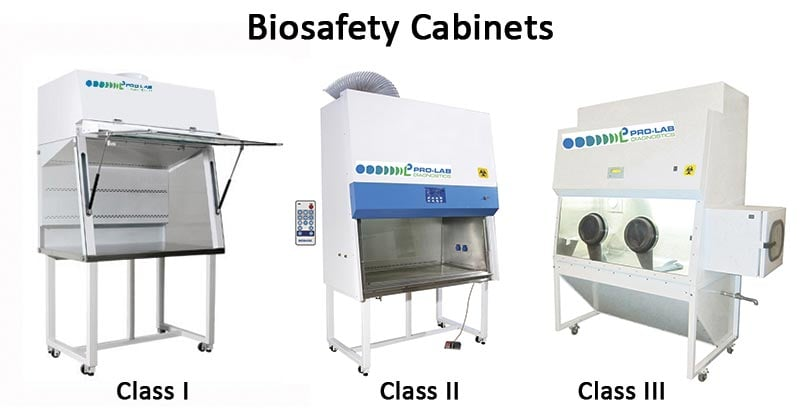 Biosafety Cabinets
PRO-LAB
PRO-LAB
DIAGNOSTICS
PRO-LAB
DIAGNOSTICS
Class I
Class II
Class III